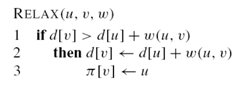 RELAX(u, v, w)
1 if d[v] > d[u] + w(u, v)
2 then d[v] ← d[u] + w(u, v)
3 π[v] ← u